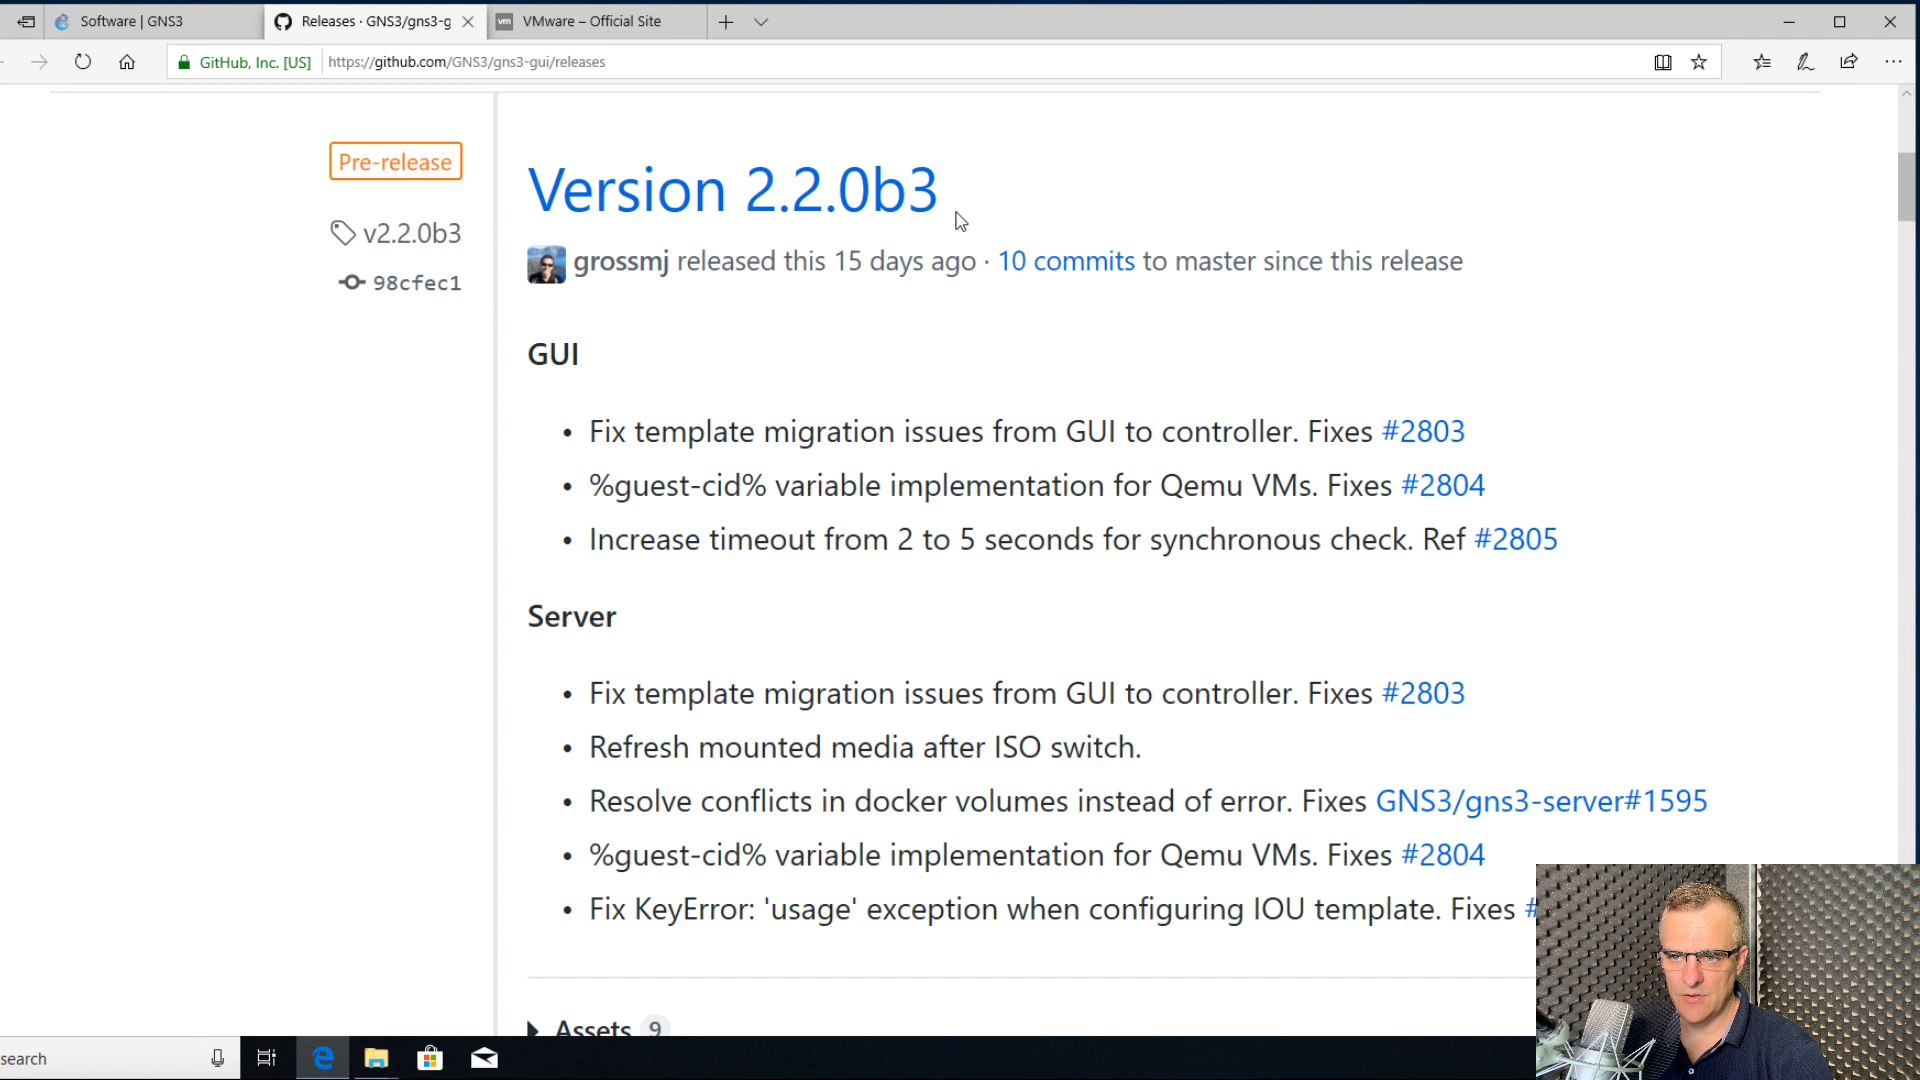 Software | GNS3
Releases · GNS3/gns3-g
vm VMware – Official Site
GitHub, Inc. [US]
https://github.com/GNS3/gns3-gui/releases
Pre-release
v2.2.0b3
98cfec1
Version 2.2.0b3
grossmj released this 15 days ago · 10 commits to master since this release
GUI
• Fix template migration issues from GUI to controller. Fixes #2803
• %guest-cid% variable implementation for Qemu VMs. Fixes #2804
• Increase timeout from 2 to 5 seconds for synchronous check. Ref #2805
Server
• Fix template migration issues from GUI to controller. Fixes #2803
• Refresh mounted media after ISO switch.
• Resolve conflicts in docker volumes instead of error. Fixes GNS3/gns3-server#1595
• %guest-cid% variable implementation for Qemu VMs. Fixes #2804
• Fix KeyError: 'usage' exception when configuring IOU template. Fixes #
Assets 9
search